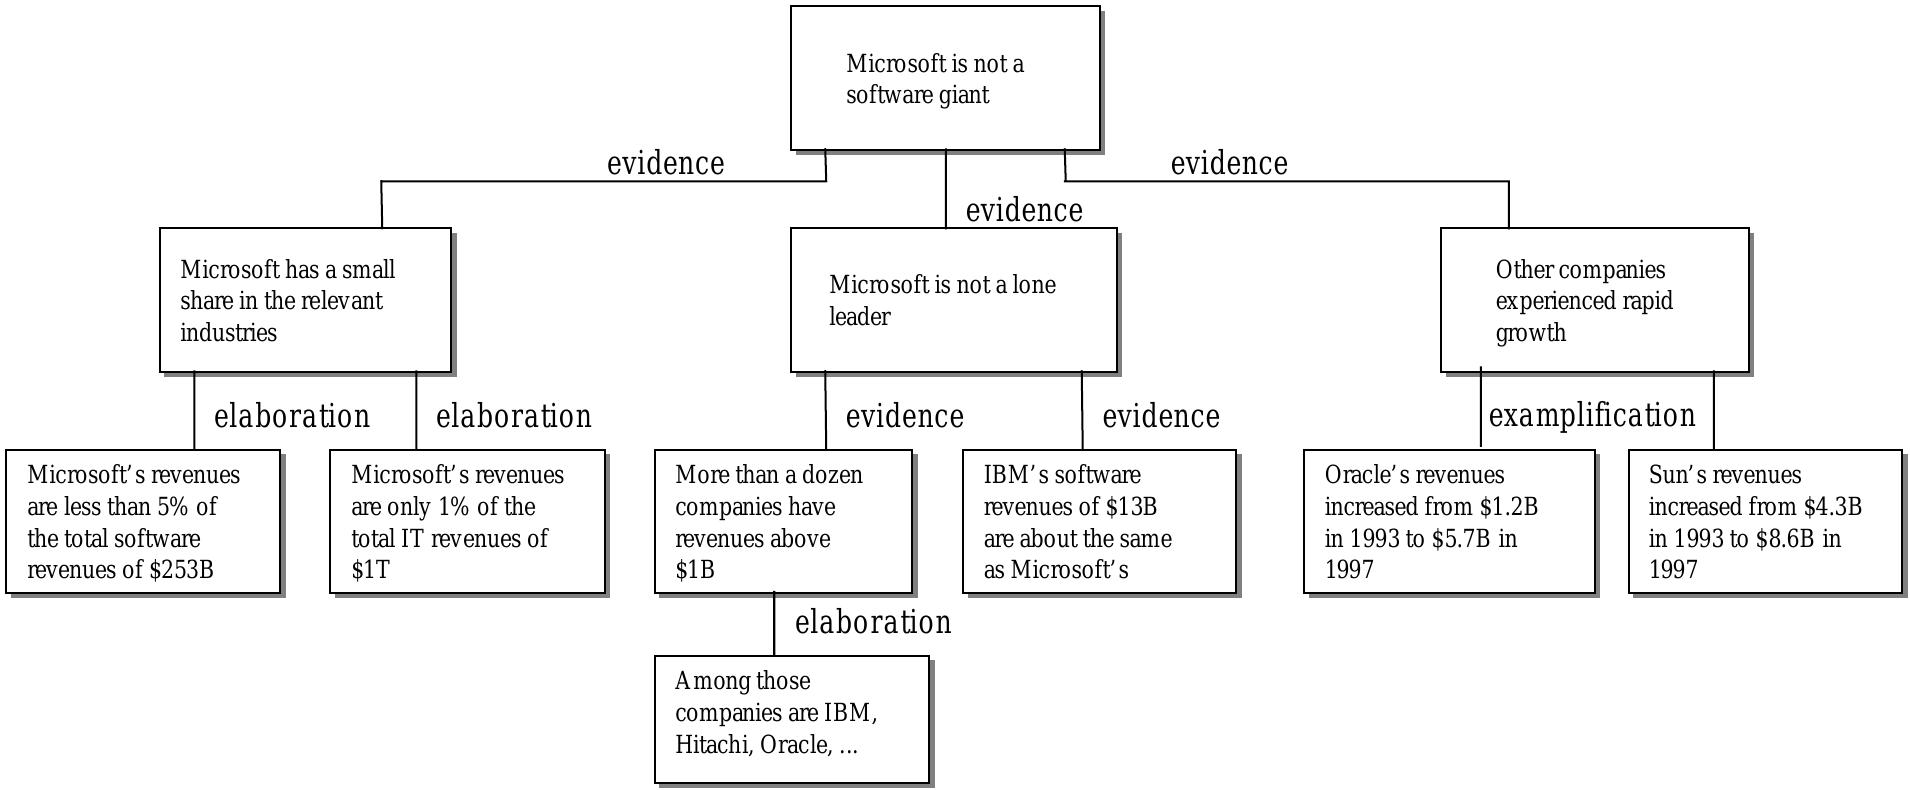 Microsoft is not a
software giant
evidence
evidence
evidence
Microsoft has a small
share in the relevant
industries
Microsoft is not a lone
leader
Other companies
experienced rapid
growth
elaboration
elaboration
evidence
evidence
examplification
Microsoft's revenues
are less than 5% of
the total software
revenues of $253B
Microsoft's revenues
are only 1% of the
total IT revenues of
$1T
More than a dozen
companies have
revenues above
$1B
IBM's software
revenues of $13B
are about the same
as Microsoft's
Oracle's revenues
increased from $1.2B
in 1993 to $5.7B in
1997
Sun's revenues
increased from $4.3B
in 1993 to $8.6B in
1997
elaboration
Among those
companies are IBM,
Hitachi, Oracle, ...